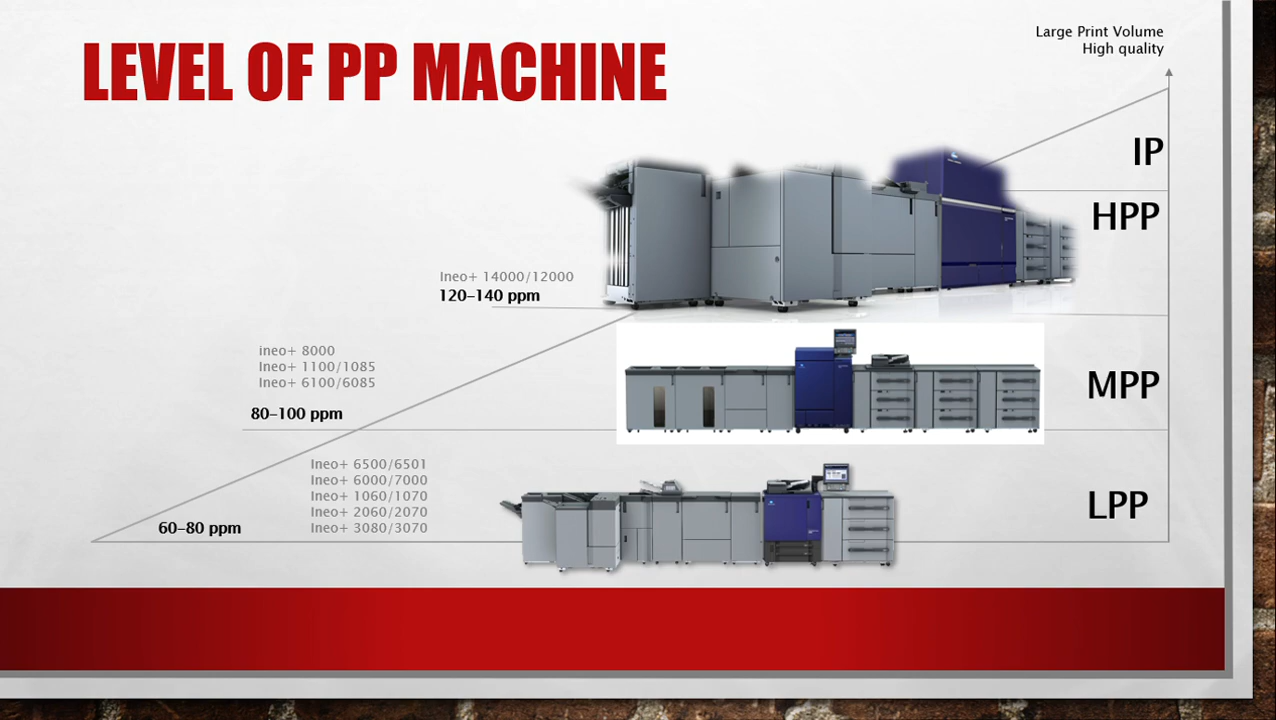 LEVEL OF PP MACHINE
Large Print Volume
High quality
IP
HPP
Ineo+ 14000/12000
120–140 ppm
ineo+ 8000
Ineo+ 1100/1085
Ineo+ 6100/6085
80–100 ppm
MPP
Ineo+ 6500/6501
Ineo+ 6000/7000
Ineo+ 1060/1070
Ineo+ 2060/2070
Ineo+ 3080/3070
60–80 ppm
LPP